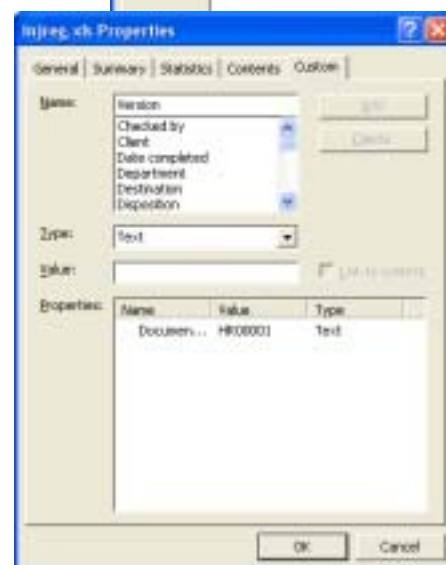 Injreg.xls Properties
General Summary Statistics Contents Custom
Name: Version
Add
Checked by
Client
Date completed
Department
Destination
Disposition
Delete
Type: Text
Value:
Link to content
Properties:
Name Value Type
Documen... HR00001 Text
OK Cancel